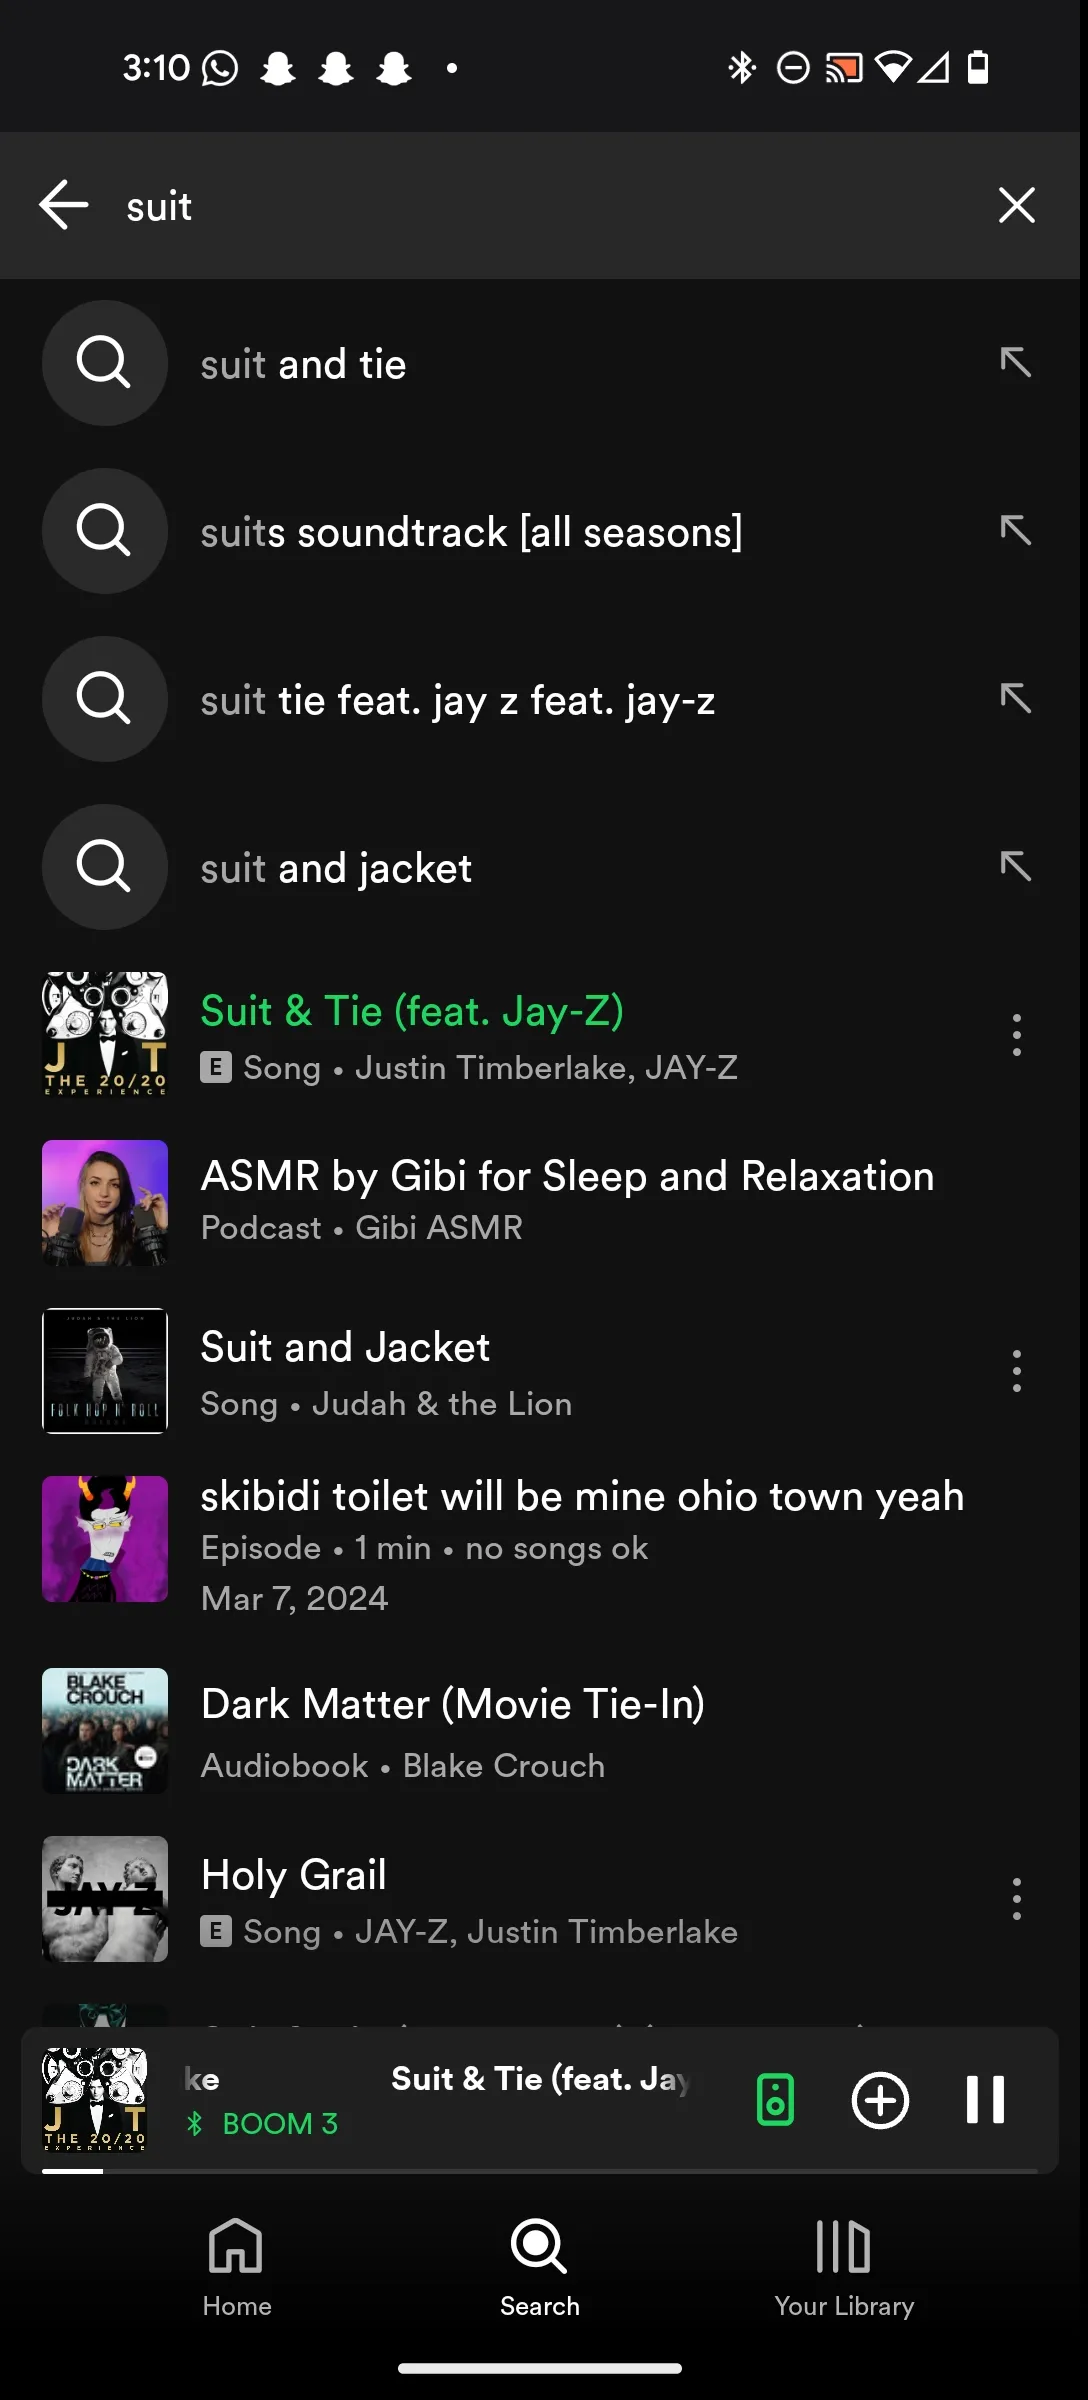 3:10
suit
suit and tie
suits soundtrack [all seasons]
suit tie feat. jay z feat. jay-z
suit and jacket
J T
THE 20/20
EXPERIENCE
Suit & Tie (feat. Jay-Z)
E Song • Justin Timberlake, JAY-Z
ASMR by Gibi for Sleep and Relaxation
Podcast • Gibi ASMR
JUDAH & THE LION
FOLK HOP N' ROLL
Suit and Jacket
Song • Judah & the Lion
skibidi toilet will be mine ohio town yeah
Episode • 1 min • no songs ok
Mar 7, 2024
BLAKE
CROUCH
DARK
MATTER
Dark Matter (Movie Tie-In)
Audiobook • Blake Crouch
JAY Z
Holy Grail
E Song • JAY-Z, Justin Timberlake
J T
THE 20/20
EXPERIENCE
ke Suit & Tie (feat. Jay
BOOM 3
Home
Search
Your Library